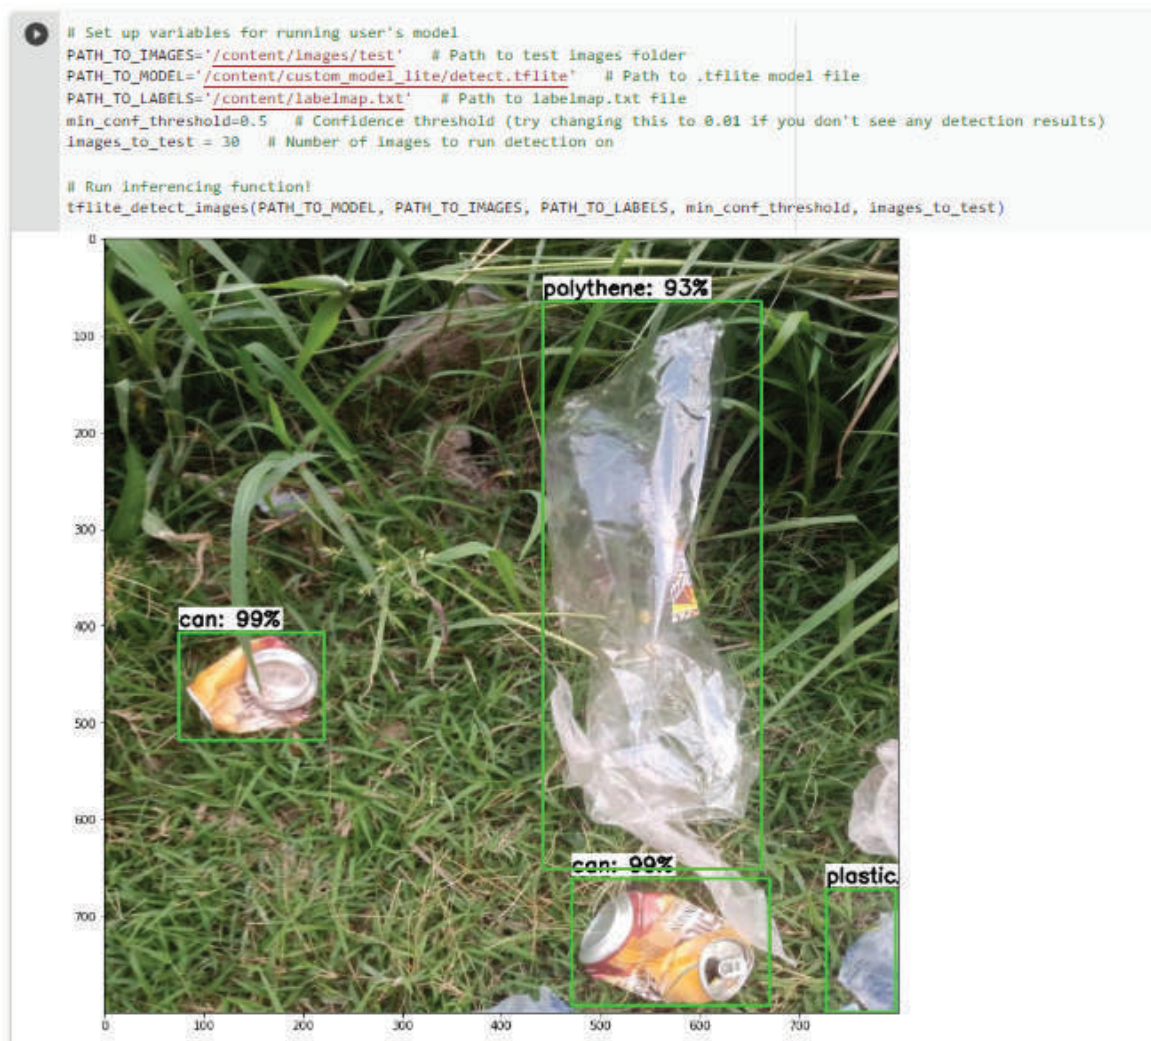 # Set up variables for running user's model
PATH_TO_IMAGES='/content/images/test'   # Path to test images folder
PATH_TO_MODEL='/content/custom_model_lite/detect.tflite'   # Path to .tflite model file
PATH_TO_LABELS='/content/labelmap.txt'   # Path to labelmap.txt file
min_conf_threshold=0.5   # Confidence threshold (try changing this to 0.01 if you don't see any detection results)
images_to_test = 30   # Number of images to run detection on
# Run inferencing function!
tflite_detect_images(PATH_TO_MODEL, PATH_TO_IMAGES, PATH_TO_LABELS, min_conf_threshold, images_to_test)
0
polythene: 93%
100
200
300
400
can: 99%
500
600
can: 99%
plastic
700
0 100 200 300 400 500 600 700